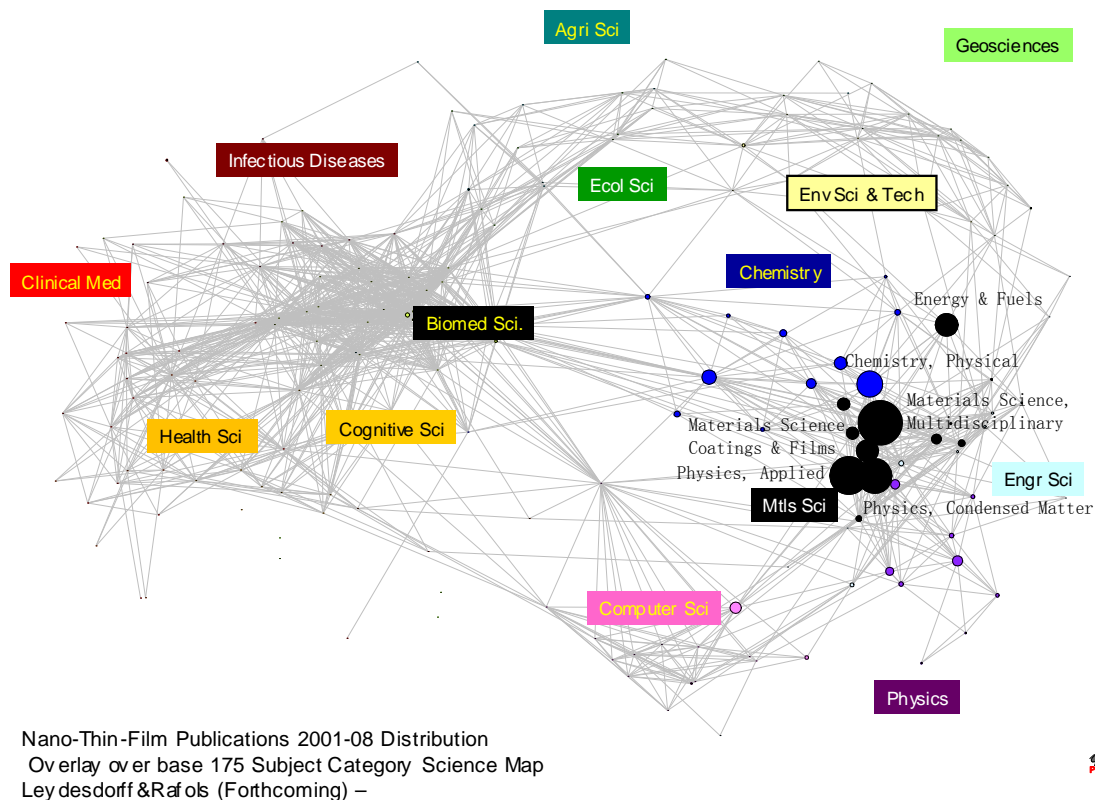 Agri Sci
Geosciences
Infectious Diseases
Ecol Sci
Env Sci & Tech
Clinical Med
Chemistry
Energy & Fuels
Biomed Sci.
Chemistry, Physical
Materials Science,
Multidisciplinary
Health Sci
Cognitive Sci
Materials Science
Coatings & Films
Physics, Applied
Engr Sci
Mtls Sci
Physics, Condensed Matter
Computer Sci
Physics
Nano-Thin-Film Publications 2001-08 Distribution
Overlay over base 175 Subject Category Science Map
Leydesdorff &Rafols (Forthcoming) –